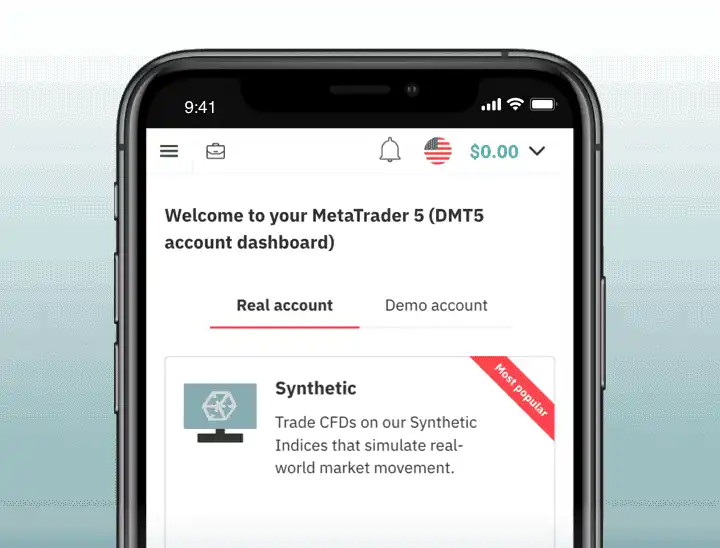 9:41
$0.00
Welcome to your MetaTrader 5 (DMT5
account dashboard)
Real account
Demo account
Most popular
Synthetic
Trade CFDs on our Synthetic
Indices that simulate real-
world market movement.